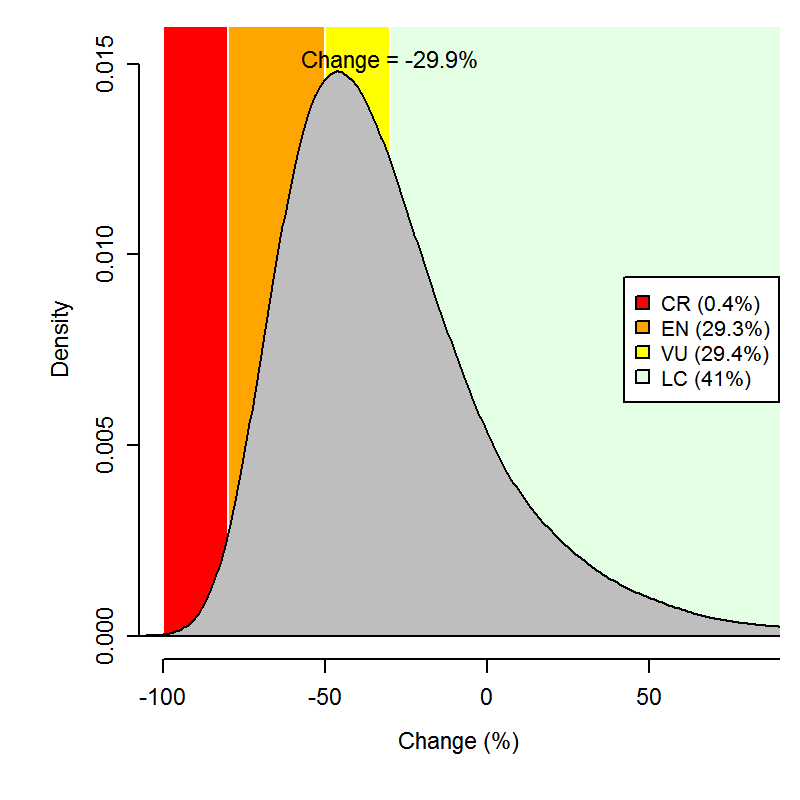 Change = -29.9%
0.015
0.010
0.005
0.000
Density
CR (0.4%)
EN (29.3%)
VU (29.4%)
LC (41%)
-100
-50
0
50
Change (%)